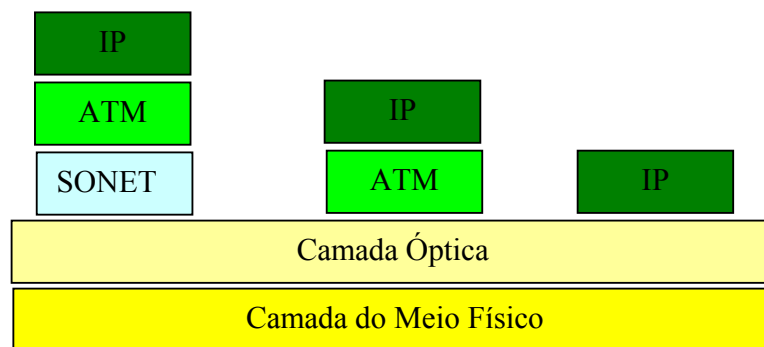 IP
ATM
IP
SONET
ATM
IP
Camada Óptica
Camada do Meio Físico